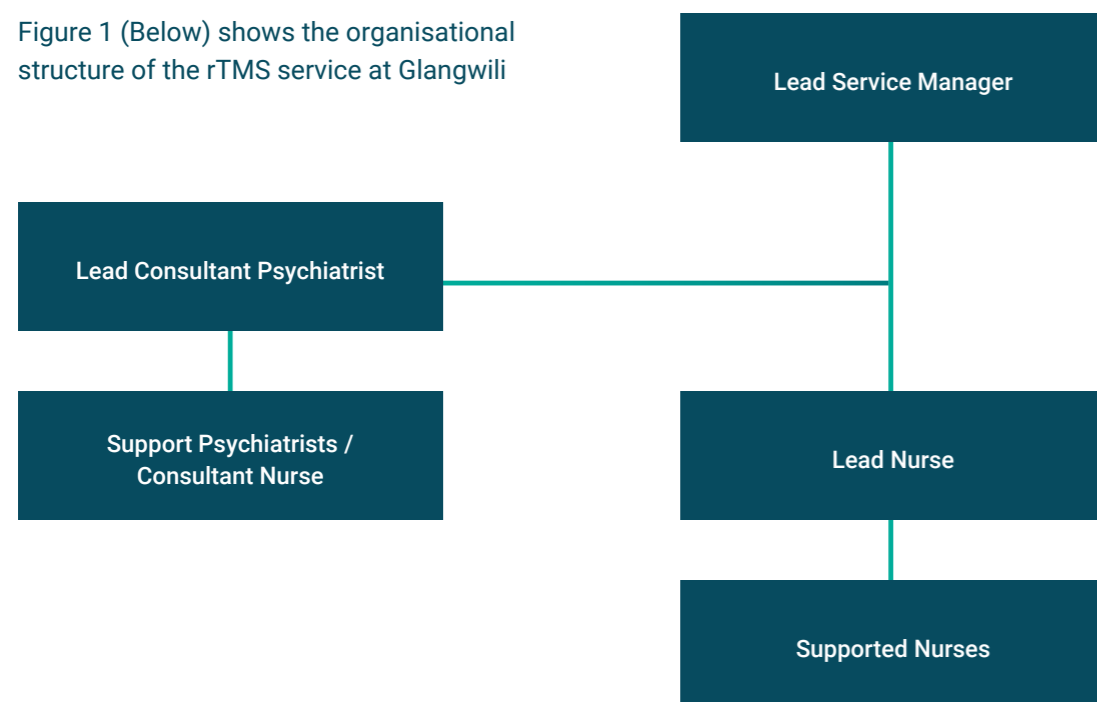 Figure 1 (Below) shows the organisational
structure of the rTMS service at Glangwili
Lead Service Manager
Lead Consultant Psychiatrist
Support Psychiatrists /
Consultant Nurse
Lead Nurse
Supported Nurses